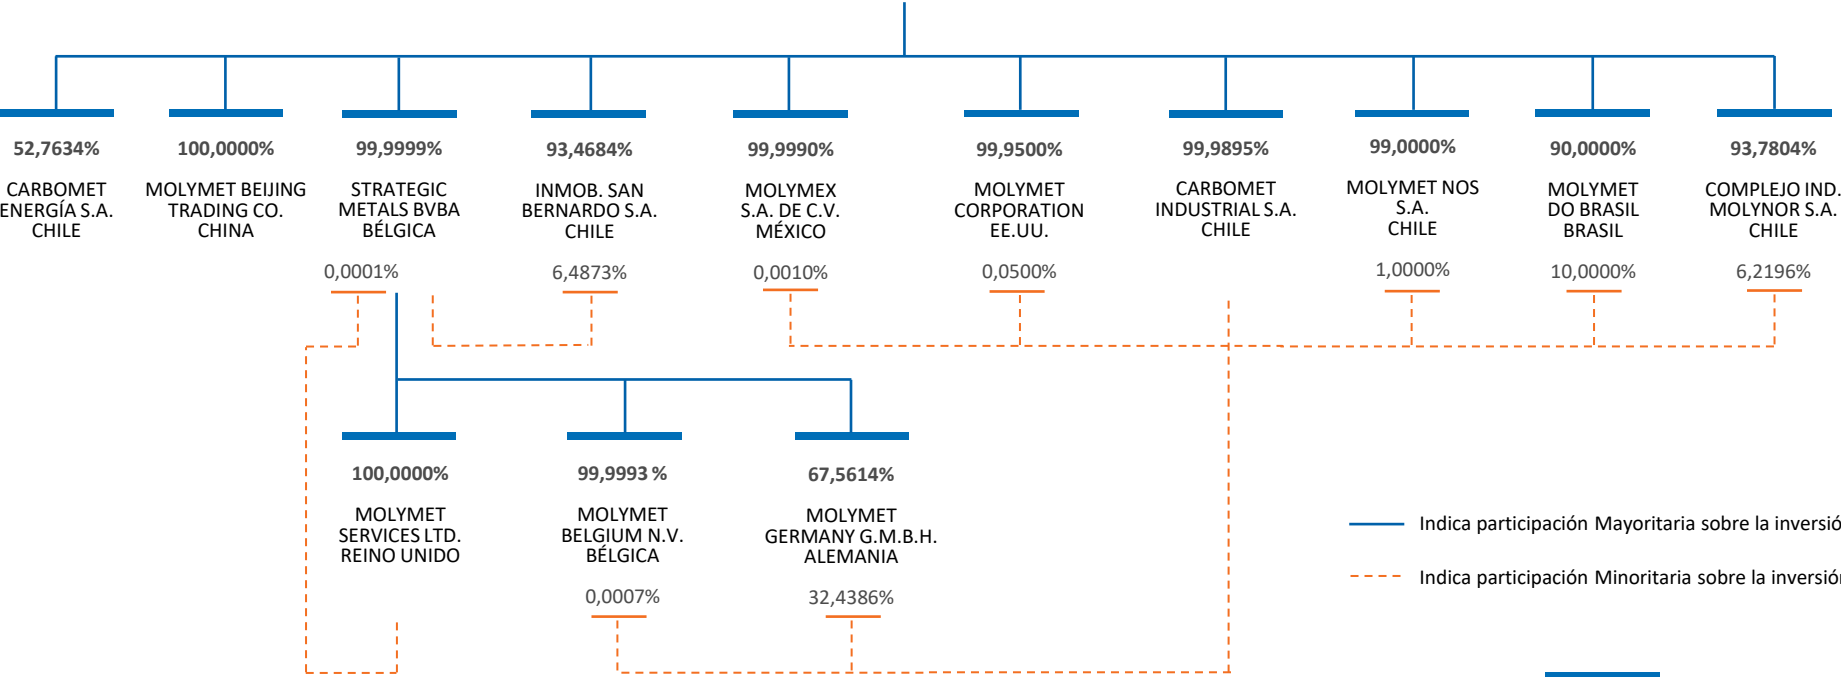 52,7634%
CARBOMET
ENERGÍA S.A.
CHILE
100,0000%
MOLYMET BEIJING
TRADING CO.
CHINA
99,9999%
STRATEGIC
METALS BVBA
BÉLGICA
0,0001%
93,4684%
INMOB. SAN
BERNARDO S.A.
CHILE
6,4873%
99,9990%
MOLYMEX
S.A. DE C.V.
MÉXICO
0,0010%
99,9500%
MOLYMET
CORPORATION
EE.UU.
0,0500%
99,9895%
CARBOMET
INDUSTRIAL S.A.
CHILE
99,0000%
MOLYMET NOS
S.A.
CHILE
1,0000%
90,0000%
MOLYMET
DO BRASIL
BRASIL
10,0000%
93,7804%
COMPLEJO IND.
MOLYNOR S.A.
CHILE
6,2196%
100,0000%
MOLYMET
SERVICES LTD.
REINO UNIDO
99,9993 %
MOLYMET
BELGIUM N.V.
BÉLGICA
0,0007%
67,5614%
MOLYMET
GERMANY G.M.B.H.
ALEMANIA
32,4386%
Indica participación Mayoritaria sobre la inversió
Indica participación Minoritaria sobre la inversión